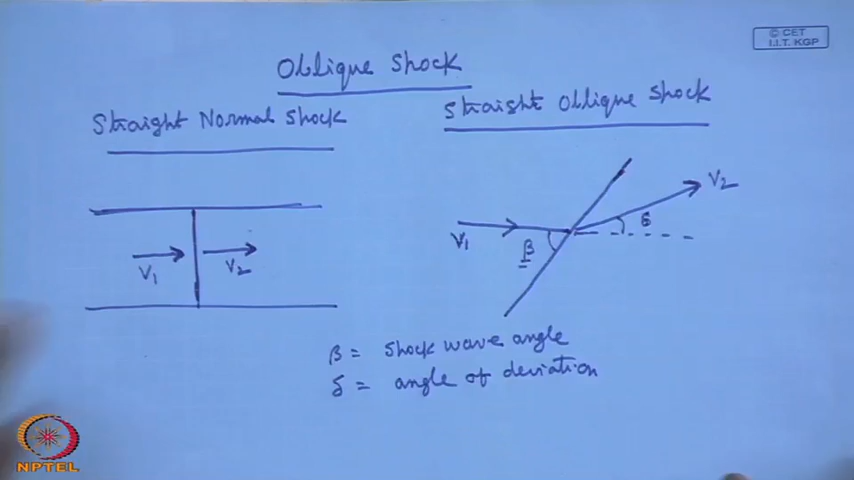 © CET
I.I.T. KGP
Oblique Shock
Straight Normal Shock
Straight Oblique Shock
V1
V2
V1
β
V2
δ
β = Shock wave angle
δ = angle of deviation
NPTEL